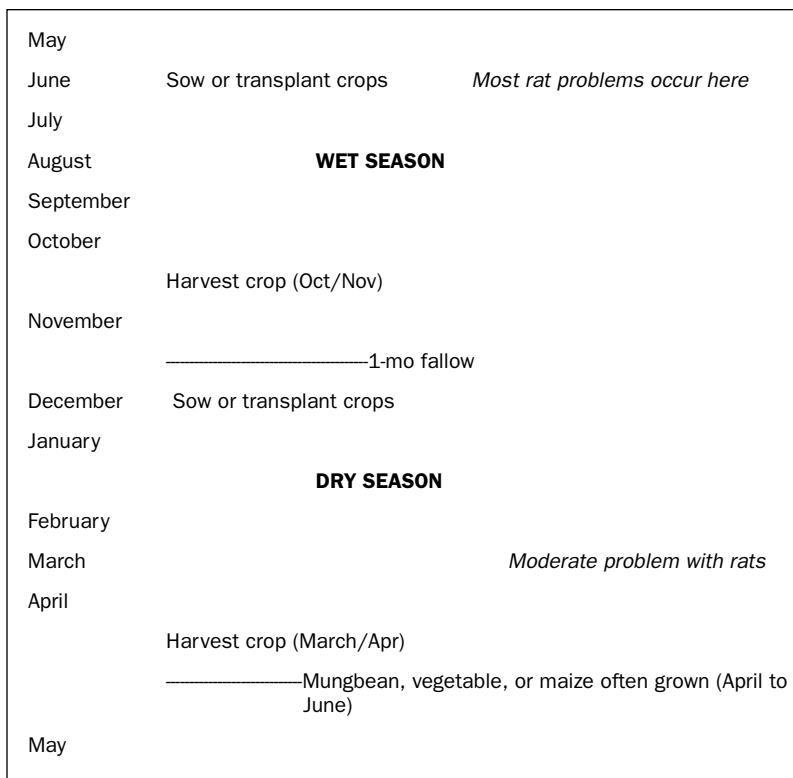 May
June Sow or transplant crops Most rat problems occur here
July
August WET SEASON
September
October
Harvest crop (Oct/Nov)
November
1-mo fallow
December Sow or transplant crops
January
DRY SEASON
February
March Moderate problem with rats
April
Harvest crop (March/Apr)
Mungbean, vegetable, or maize often grown (April to
June)
May